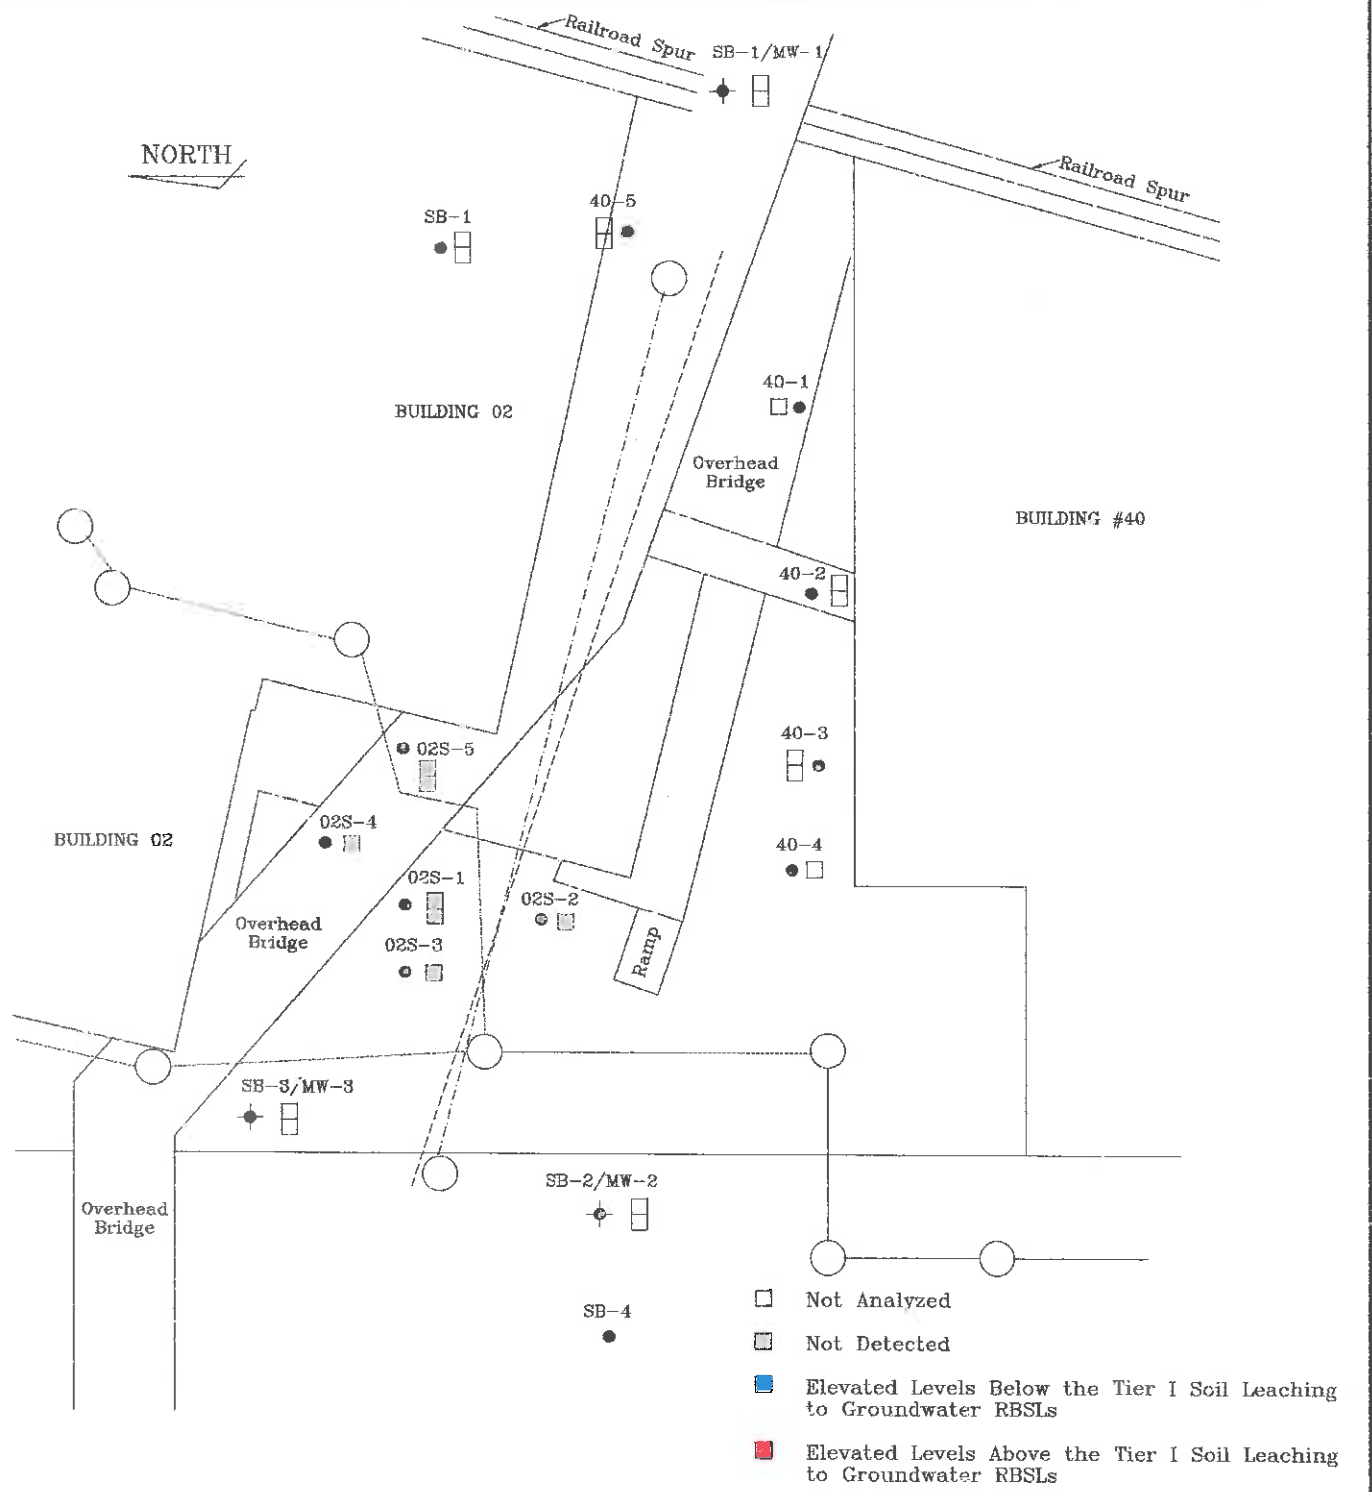 Railroad Spur
SB-1/MW-1
NORTH
Railroad Spur
SB-1
40-5
40-1
BUILDING 02
Overhead
Bridge
BUILDING #40
40-2
40-3
02S-5
02S-4
BUILDING 02
40-4
02S-1
02S-2
Overhead
Bridge
02S-3
Ramp
SB-3/MW-3
SB-2/MW-2
Overhead
Bridge
SB-4
Not Analyzed
Not Detected
Elevated Levels Below the Tier I Soil Leaching
to Groundwater RBSLs
Elevated Levels Above the Tier I Soil Leaching
to Groundwater RBSLs